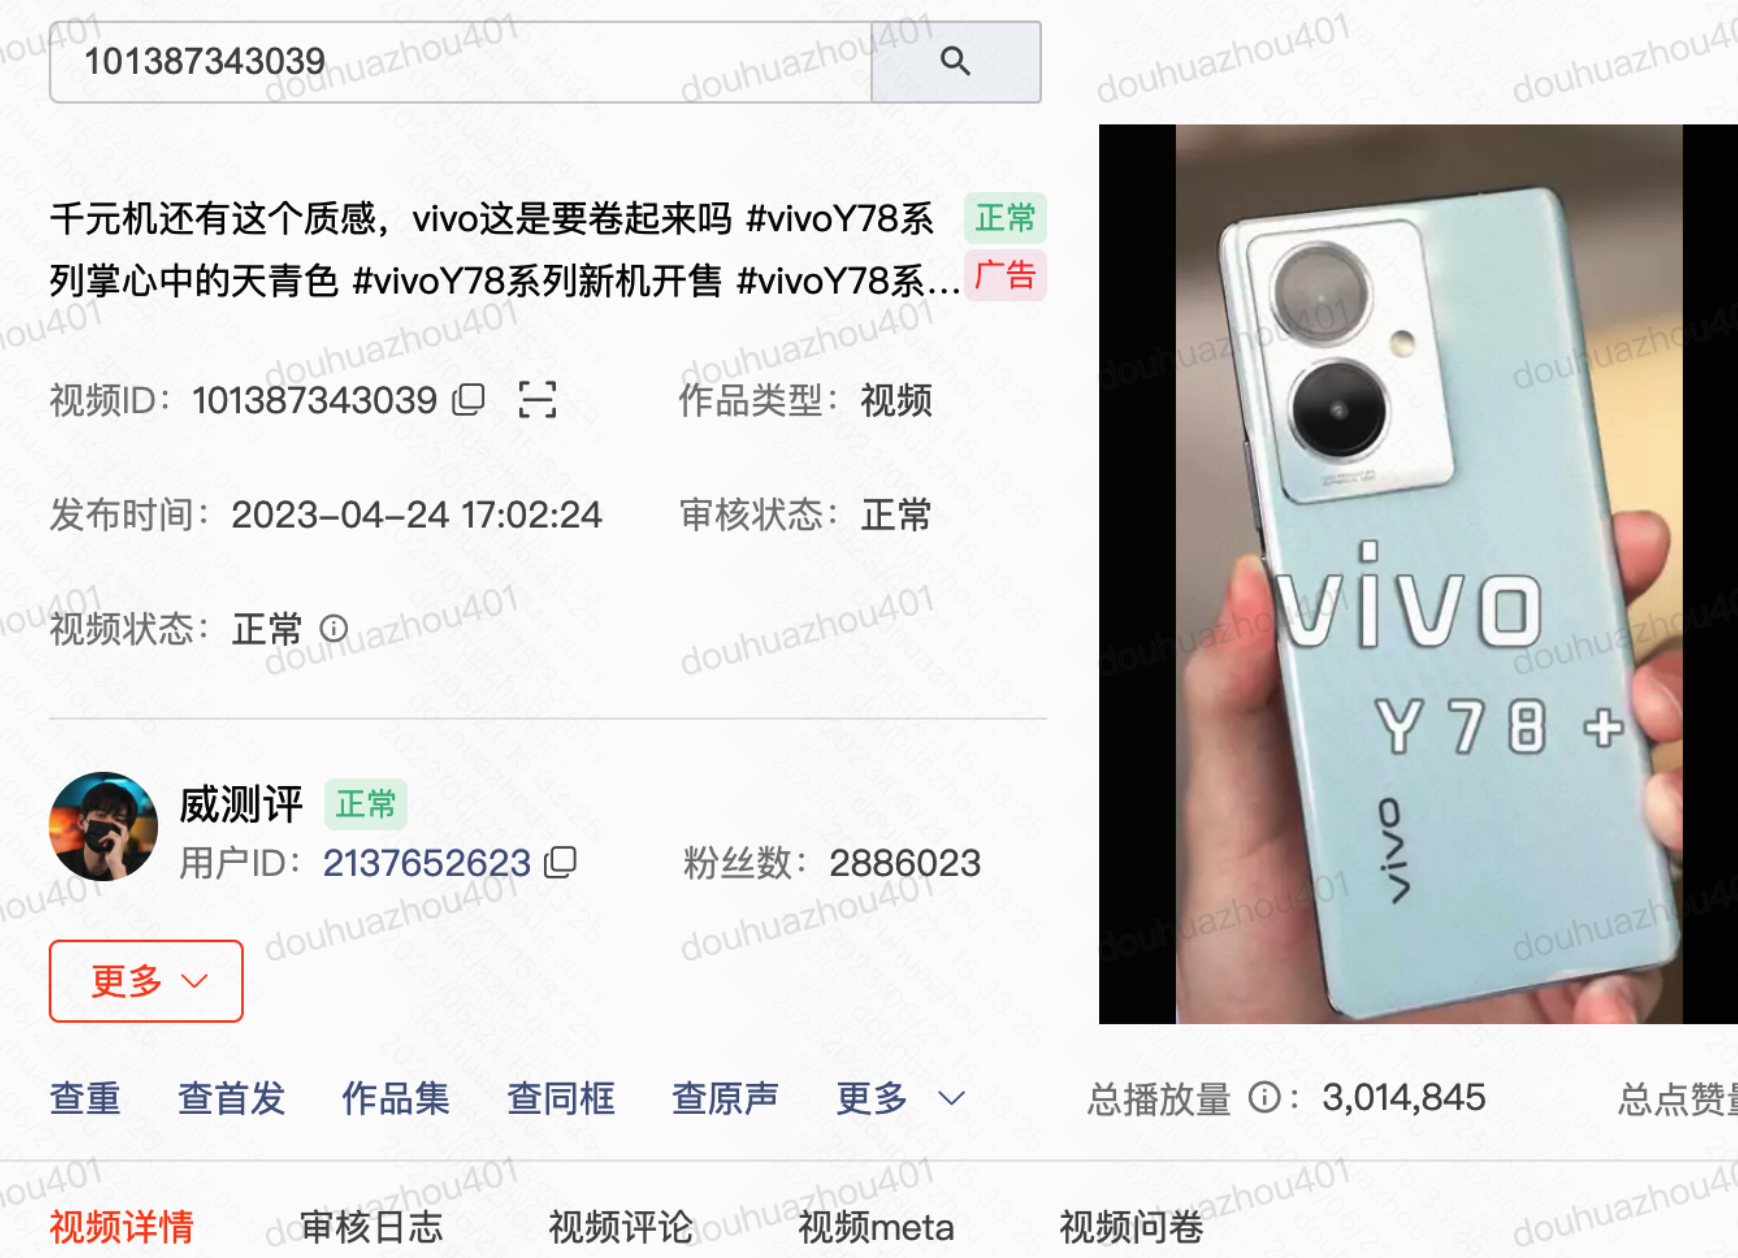 101387343039
千元机还有这个质感，vivo这是要卷起来吗 #vivoY78系
列掌心中的天青色 #vivoY78系列新机开售 #vivoY78系...
正常
广告
视频ID： 101387343039
作品类型： 视频
发布时间： 2023-04-24 17:02:24
审核状态： 正常
视频状态： 正常
威测评 正常
用户ID： 2137652623
粉丝数： 2886023
更多
查重 查首发 作品集 查同框 查原声 更多
vivo
Y78+
vivo
总播放量 ： 3,014,845
总点赞
视频详情 审核日志 视频评论 视频meta 视频问卷
douhuazhou401